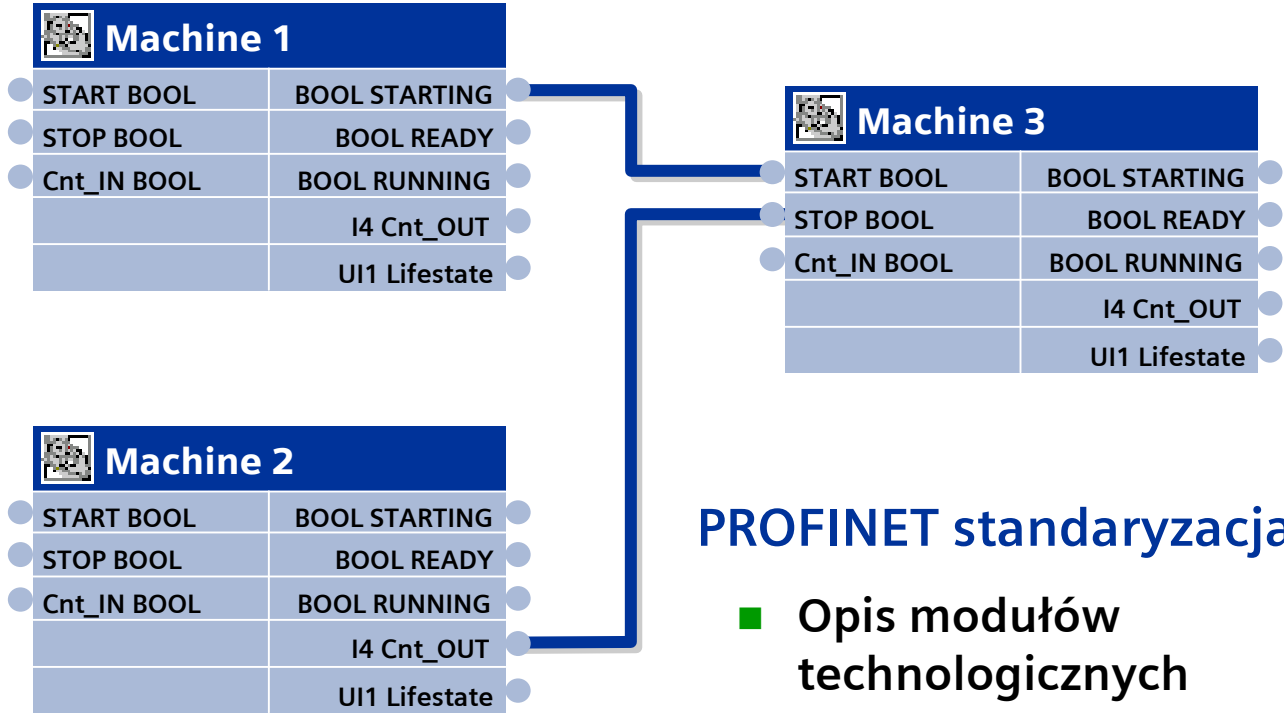 Machine 1
START BOOL BOOL STARTING
STOP BOOL BOOL READY
Cnt_IN BOOL BOOL RUNNING
I4 Cnt_OUT
UI1 Lifestate
Machine 3
START BOOL BOOL STARTING
STOP BOOL BOOL READY
Cnt_IN BOOL BOOL RUNNING
I4 Cnt_OUT
UI1 Lifestate
Machine 2
START BOOL BOOL STARTING
STOP BOOL BOOL READY
Cnt_IN BOOL BOOL RUNNING
I4 Cnt_OUT
UI1 Lifestate
PROFINET standaryzacja
Opis modułów
technologicznych